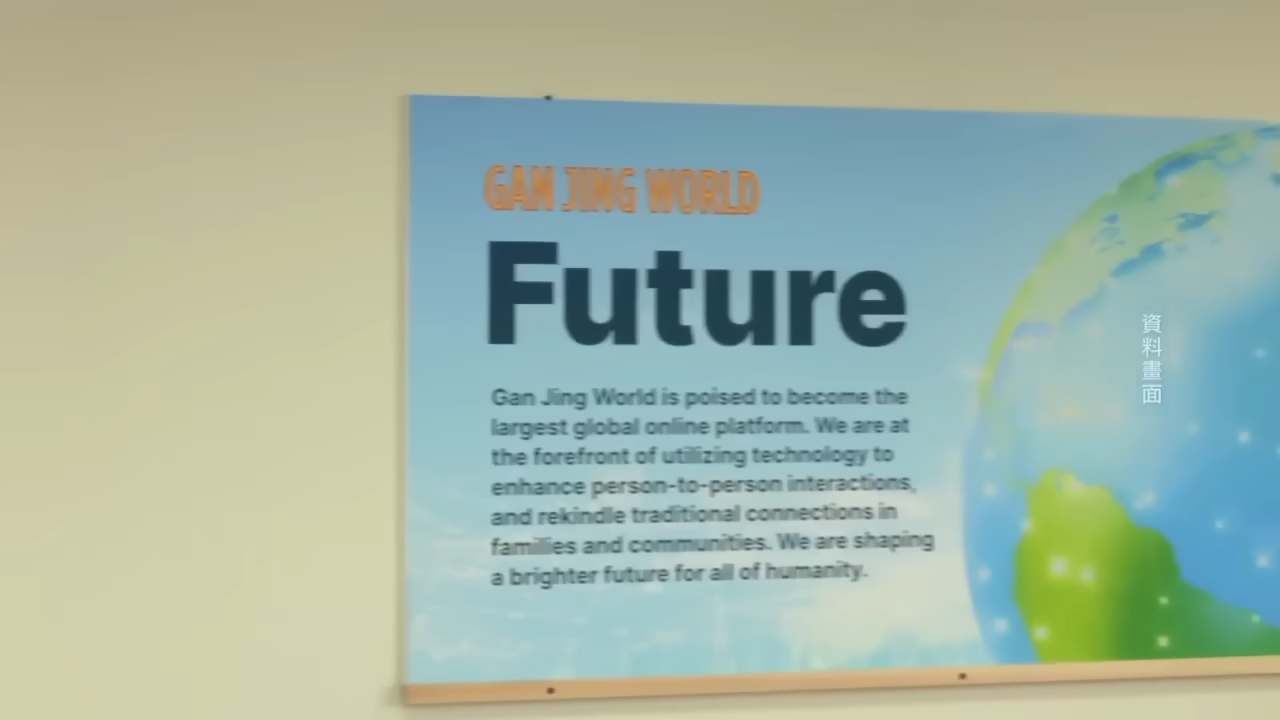 GAN JING WORLD
Future
Gan Jing World is poised to become the
largest global online platform. We are at
the forefront of utilizing technology to
enhance person-to-person interactions,
and rekindle traditional connections in
families and communities. We are shaping
a brighter future for all of humanity.
資料畫面